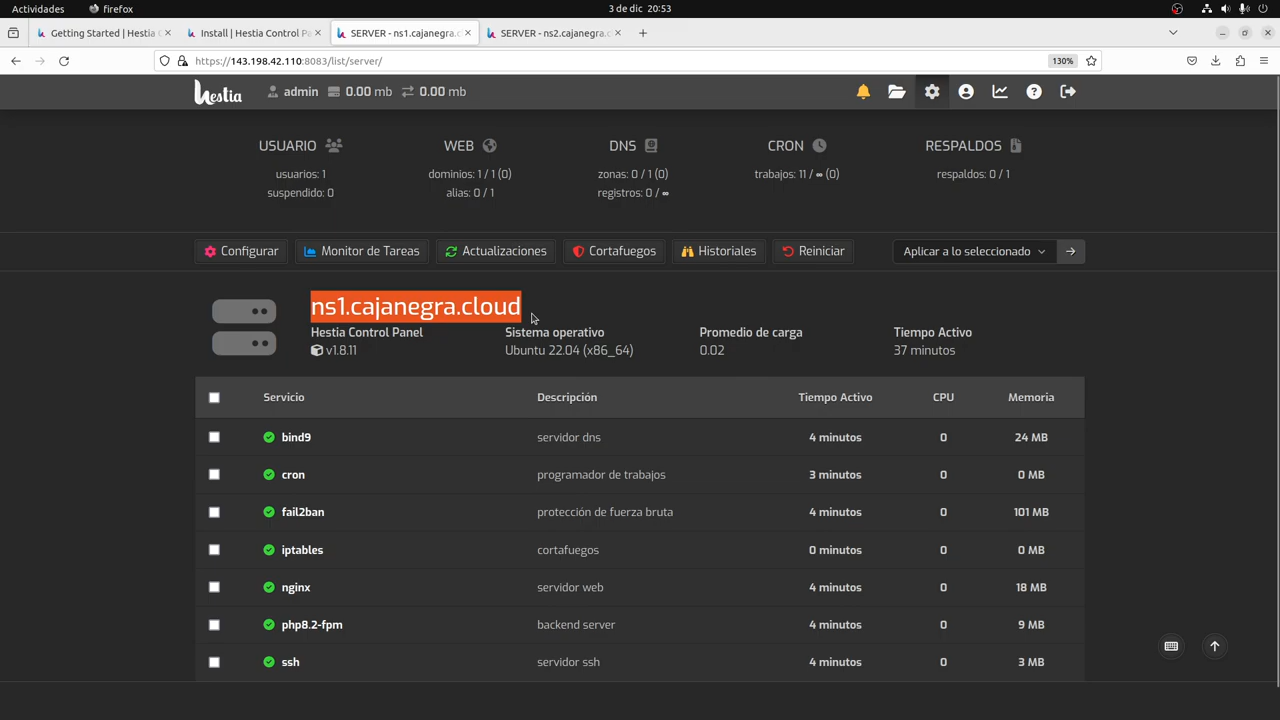 Actividades firefox 3 de dic 20:53
Getting Started | Hestia C × Install | Hestia Control P × SERVER - ns1.cajanegra.c × SERVER - ns2.cajanegra.c × +
https://143.198.42.110:8083/list/server/ 130%
hestia admin 0.00 mb 0.00 mb
USUARIO WEB DNS CRON RESPALDOS
usuarios: 1 dominios: 1 / 1 (0) zonas: 0 / 1 (0) trabajos: 11 / ∞ (0) respaldos: 0 / 1
suspendido: 0 alias: 0 / 1 registros: 0 / ∞
Configurar Monitor de Tareas Actualizaciones Cortafuegos Historiales Reiniciar Aplicar a lo seleccionado
ns1.cajanegra.cloud
Hestia Control Panel Sistema operativo Promedio de carga Tiempo Activo
v1.8.11 Ubuntu 22.04 (x86_64) 0.02 37 minutos
Servicio Descripción Tiempo Activo CPU Memoria
bind9 servidor dns 4 minutos 0 24 MB
cron programador de trabajos 3 minutos 0 0 MB
fail2ban protección de fuerza bruta 4 minutos 0 101 MB
iptables cortafuegos 0 minutos 0 0 MB
nginx servidor web 4 minutos 0 18 MB
php8.2-fpm backend server 4 minutos 0 9 MB
ssh servidor ssh 4 minutos 0 3 MB